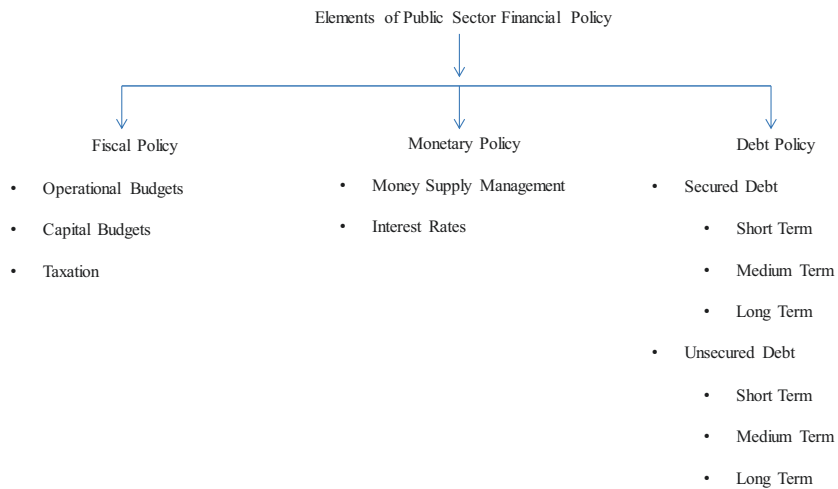 Elements of Public Sector Financial Policy
Fiscal Policy
• Operational Budgets
• Capital Budgets
• Taxation
Monetary Policy
• Money Supply Management
• Interest Rates
Debt Policy
• Secured Debt
• Short Term
• Medium Term
• Long Term
• Unsecured Debt
• Short Term
• Medium Term
• Long Term